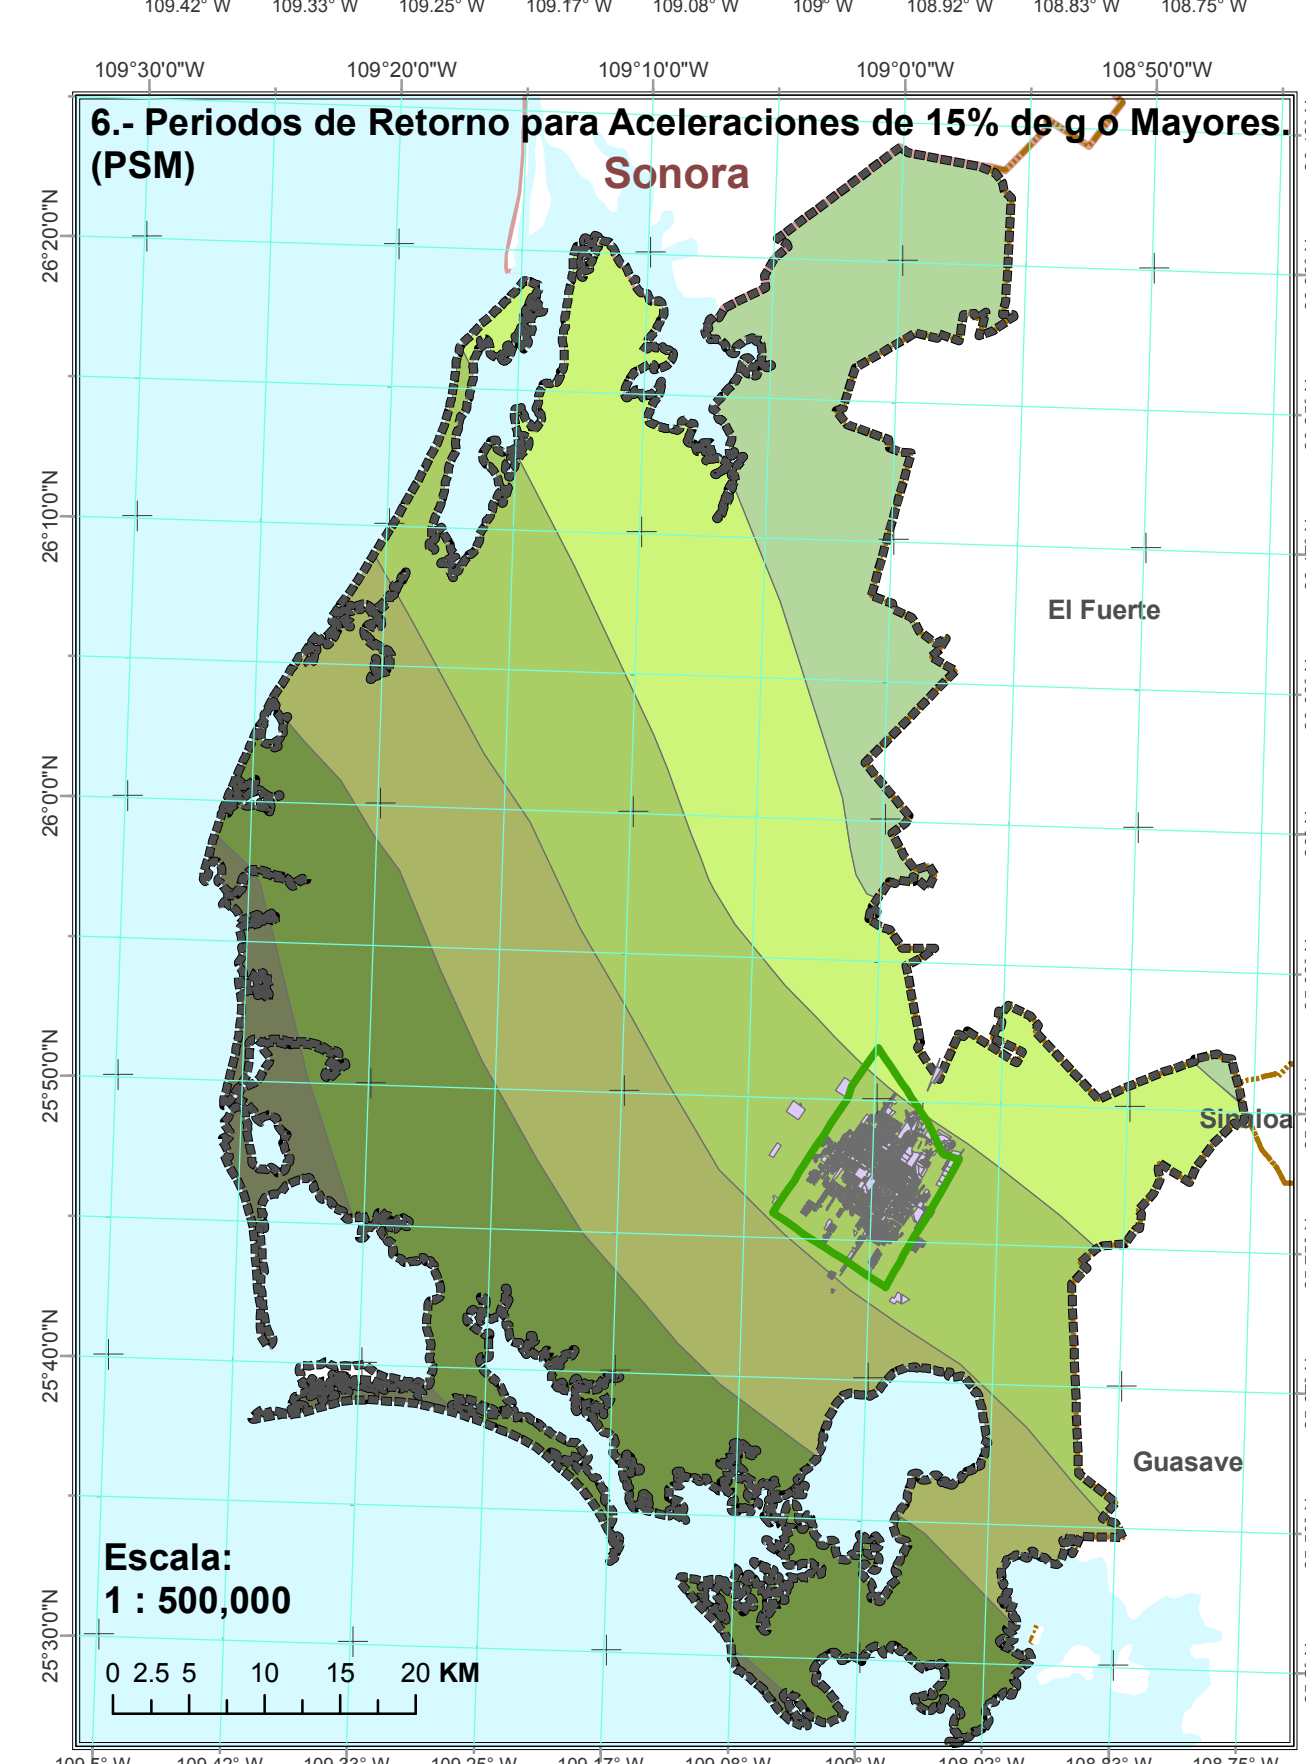 109.42° W 109.33° W 109.25° W 109.17° W 109.08° W 109° W 108.92° W 108.83° W 108.75° W
109°30'0"W 109°20'0"W 109°10'0"W 109°0'0"W 108°50'0"W
6.- Periodos de Retorno para Aceleraciones de 15% de g o Mayores.
(PSM)
Sonora
26°20'0"N
26°10'0"N
El Fuerte
26°0'0"N
25°50'0"N
Sinaloa
25°40'0"N
Guasave
Escala:
1 : 500,000
25°30'0"N
0 2.5 5 10 15 20 KM
109.5° W 109.42° W 109.33° W 109.25° W 109.17° W 109.08° W 109° W 108.92° W 108.83° W 108.75° W